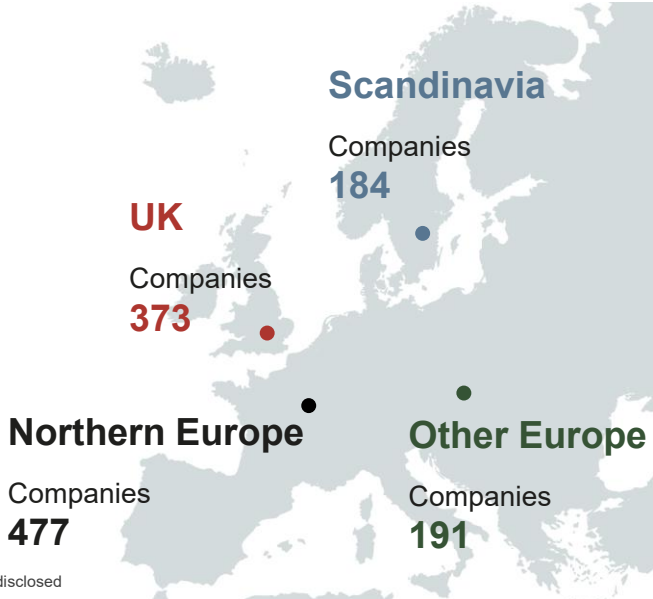 Scandinavia
Companies
184
UK
Companies
373
Northern Europe
Companies
477
Other Europe
Companies
191
disclosed